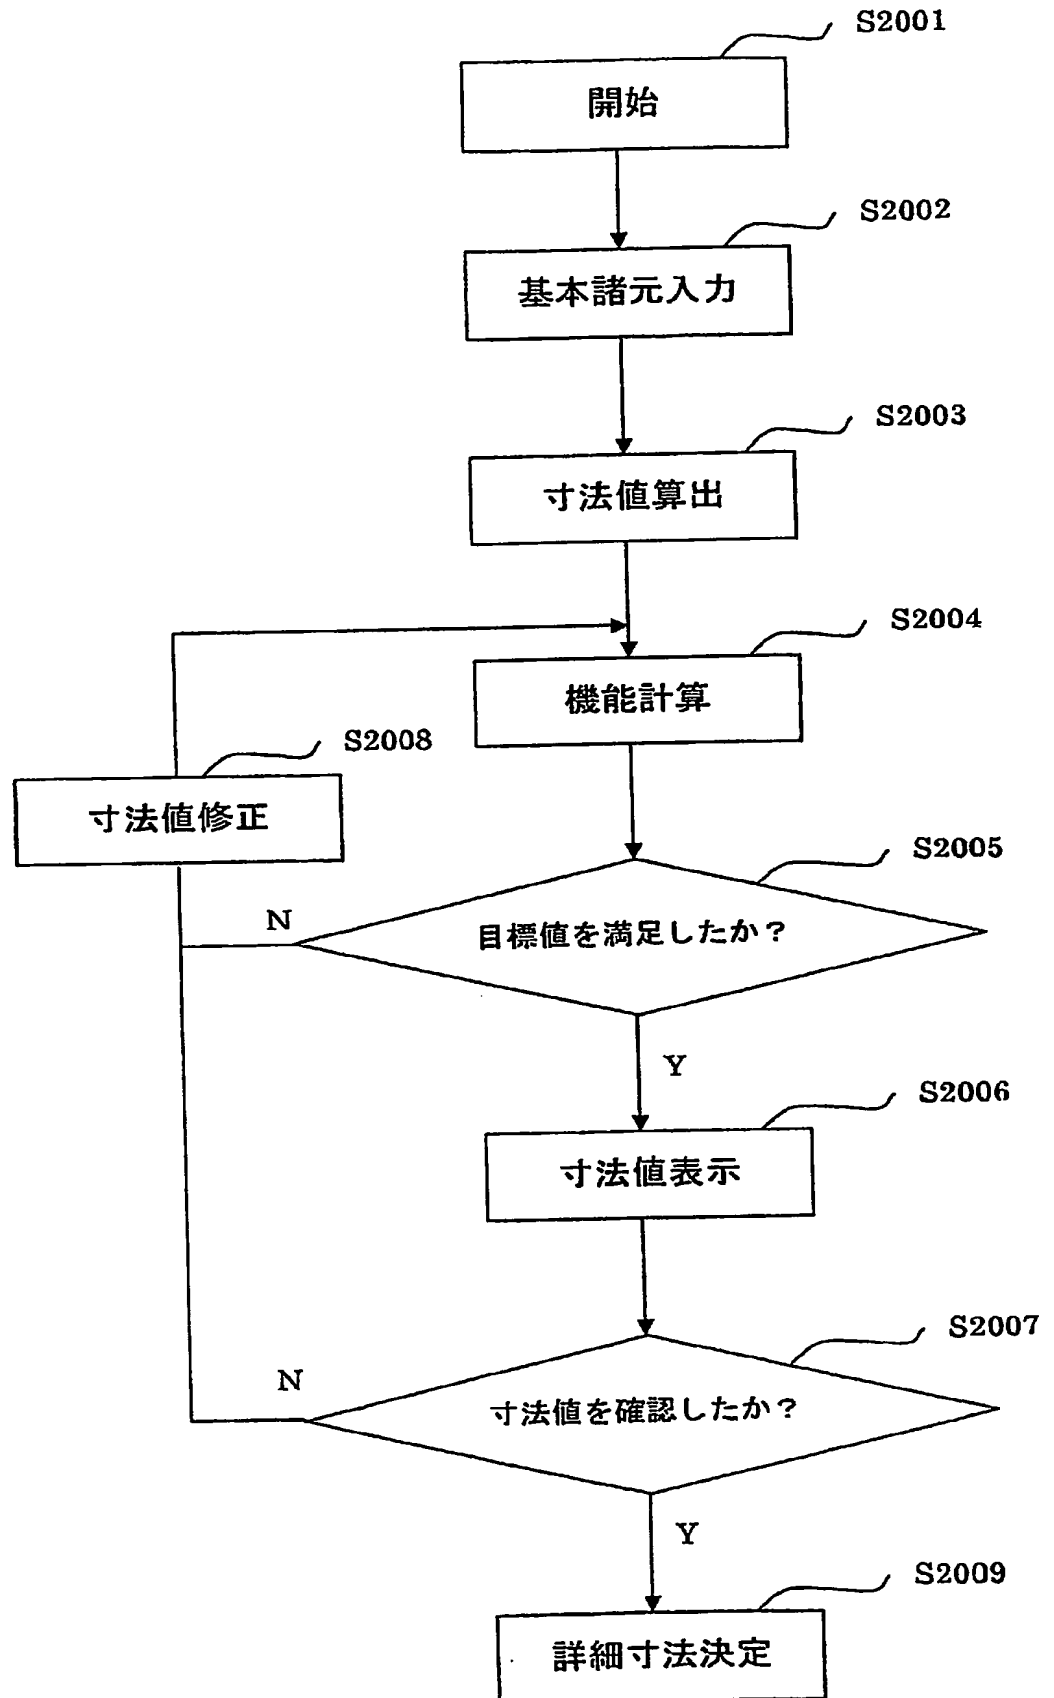 S2001
開始
S2002
基本諸元入力
S2003
寸法値算出
S2004
機能計算
S2008
寸法値修正
S2005
N
目標値を満足したか？
Y
S2006
寸法値表示
S2007
N
寸法値を確認したか？
Y
S2009
詳細寸法決定